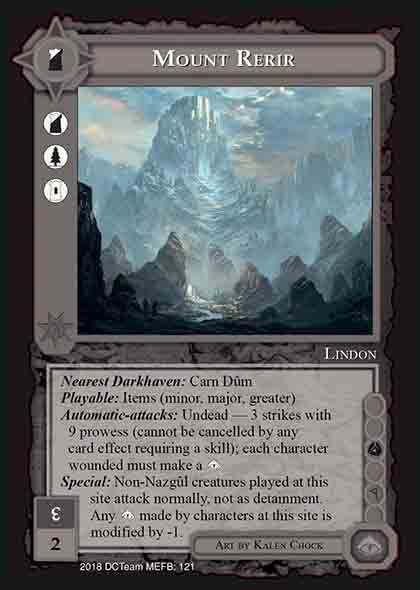 Mount Rerir
Lindon
Nearest Darkhaven: Carn Dûm
Playable: Items (minor, major, greater)
Automatic-attacks: Undead — 3 strikes with
9 prowess (cannot be cancelled by any
card effect requiring a skill); each character
wounded must make a
Special: Non-Nazgûl creatures played at this
site attack normally, not as detainment.
Any made by characters at this site is
modified by -1.
2
Art by Kalen Chock
2018 DCTeam MEFB: 121